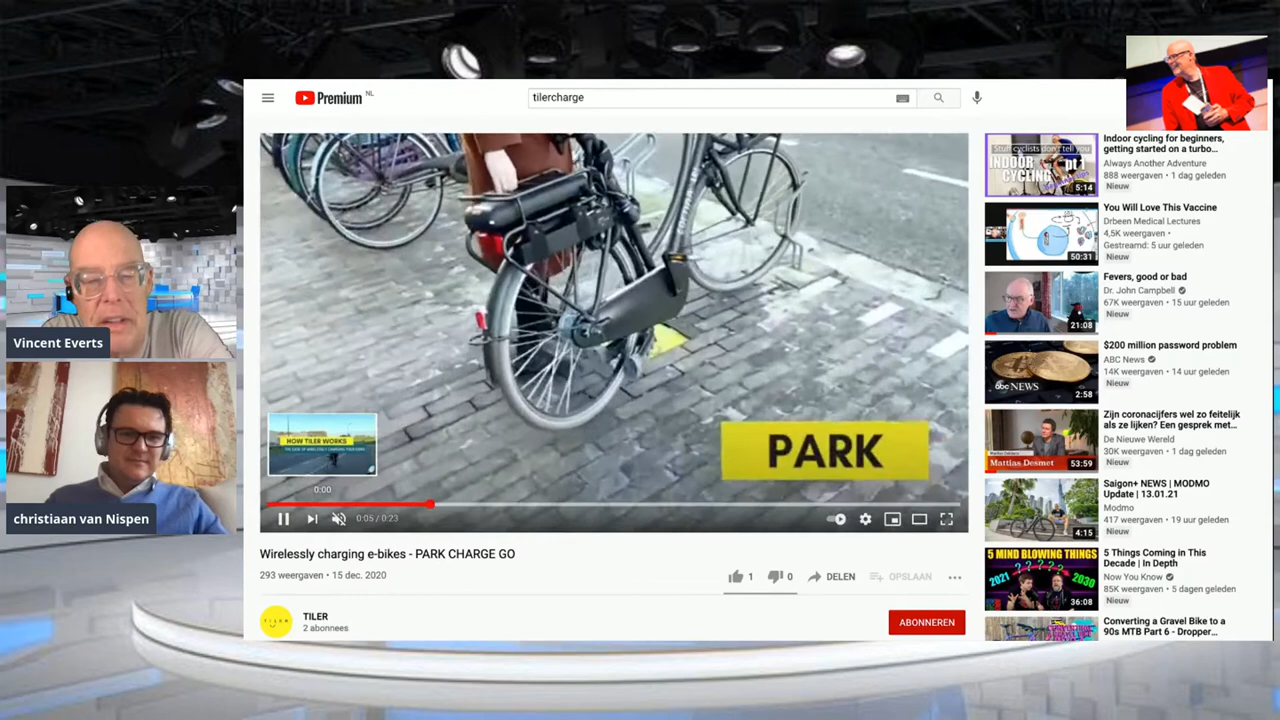 Premium NL
tilercharge
Stuff cyclists don't tell you
INDOOR
CYCLING
pt 1
5:14
Indoor cycling for beginners,
getting started on a turbo...
Always Another Adventure
888 weergaven • 1 dag geleden
Nieuw
50:31
You Will Love This Vaccine
Drbeen Medical Lectures
4,5K weergaven •
Gestreamd: 5 uur geleden
Nieuw
21:08
Fevers, good or bad
Dr. John Campbell
67K weergaven • 15 uur geleden
Nieuw
abc NEWS
2:58
$200 million password problem
ABC News
14K weergaven • 14 uur geleden
Nieuw
Mattias Desmet
53:59
Zijn coronacijfers wel zo feitelijk
als ze lijken? Een gesprek met...
De Nieuwe Wereld
30K weergaven • 1 dag geleden
Nieuw
4:15
Saigon+ NEWS | MODMO
Update | 13.01.21
Modmo
417 weergaven • 19 uur geleden
Nieuw
5 MIND BLOWING THINGS
? ? ? ? ?
2021
2030
36:08
5 Things Coming in This
Decade | In Depth
Now You Know
85K weergaven • 5 dagen geleden
Nieuw
Converting a Gravel Bike to a
90s MTB Part 6 - Dropper...
Vincent Everts
christiaan van Nispen
HOW TILER WORKS
PARK
0:00
0:05 / 0:23
Wirelessly charging e-bikes - PARK CHARGE GO
293 weergaven • 15 dec. 2020
1
0
DELEN
OPSLAAN
TILER
TILER
2 abonnees
ABONNEREN